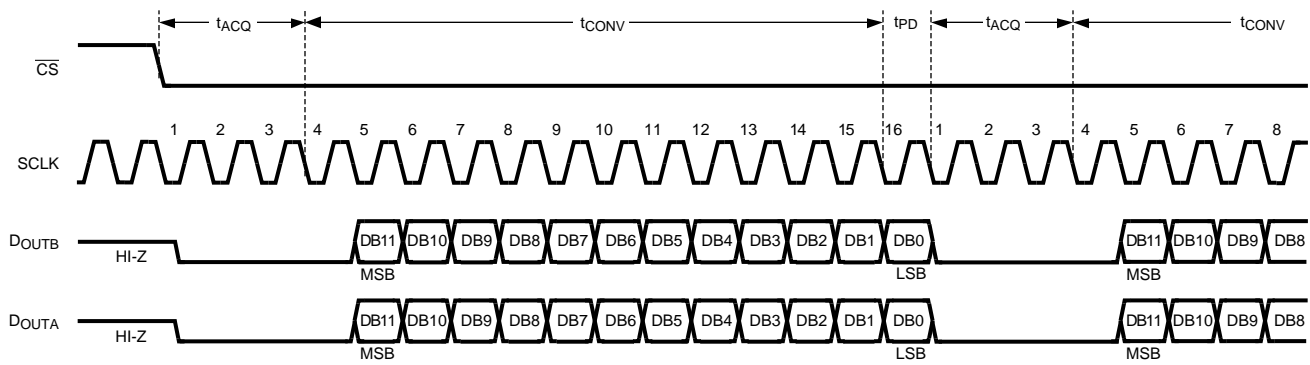 tACQ tCONV tPD tACQ tCONV
CS
1 2 3 4 5 6 7 8 9 10 11 12 13 14 15 16 1 2 3 4 5 6 7 8
SCLK
DOUTB
HI-Z
DB11 DB10 DB9 DB8 DB7 DB6 DB5 DB4 DB3 DB2 DB1 DB0 DB11 DB10 DB9 DB8
MSB LSB MSB
DOUTA
HI-Z
DB11 DB10 DB9 DB8 DB7 DB6 DB5 DB4 DB3 DB2 DB1 DB0 DB11 DB10 DB9 DB8
MSB LSB MSB